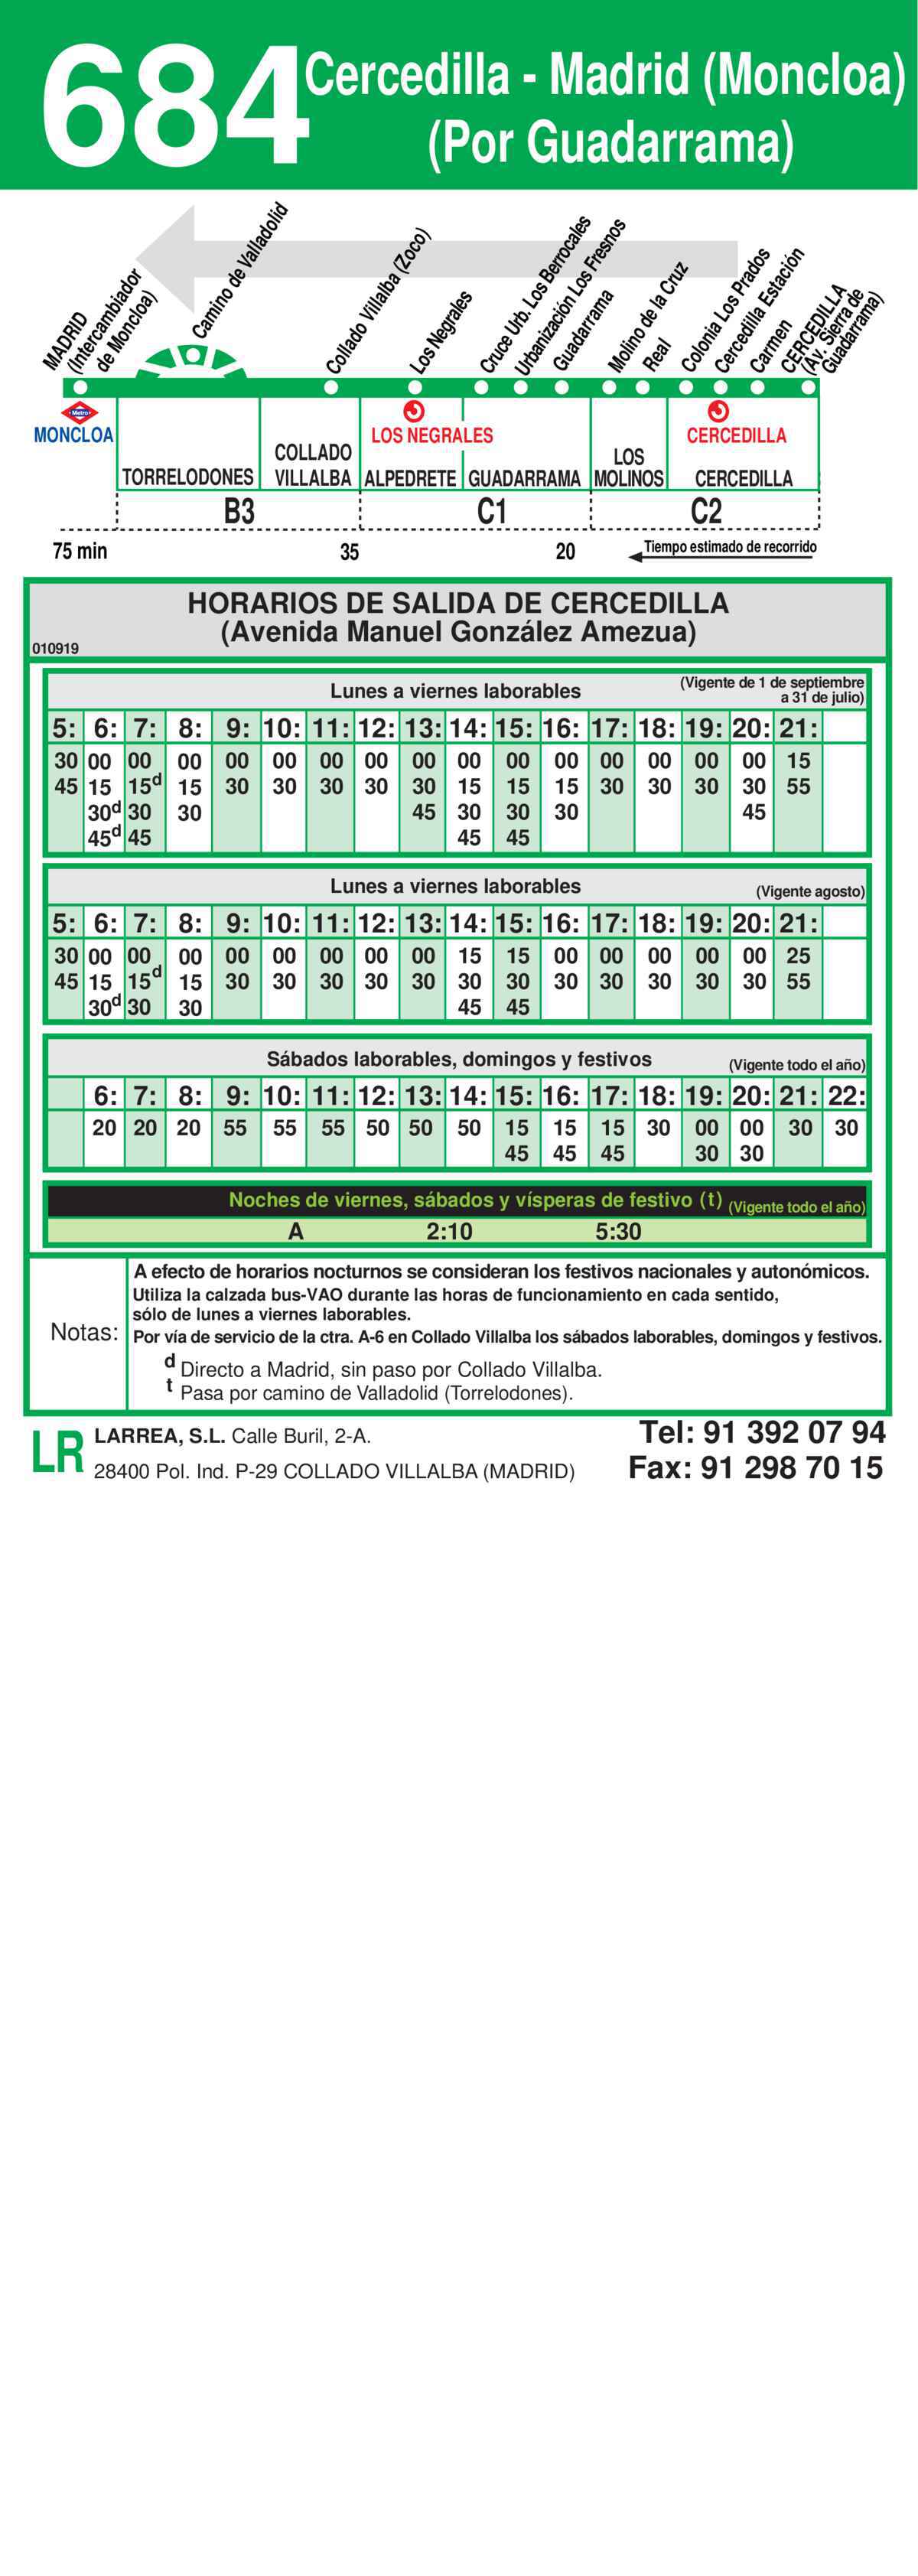 684 Cercedilla - Madrid (Moncloa)
(Por Guadarrama)
MADRID
(Intercambiador
de Moncloa)
Camino de Valladolid
Collado Villalba (Zoco)
Los Negrales
Cruce Urb. Los Berrocales
Urbanización Los Fresnos
Guadarrama
Molino de la Cruz
Real
Colonia Los Prados
Cercedilla Estación
Carmen
CERCEDILLA
(Av. Sierra de
Guadarrama)
Metro
MONCLOA LOS NEGRALES CERCEDILLA
TORRELODONES COLLADO VILLALBA ALPEDRETE GUADARRAMA LOS MOLINOS CERCEDILLA
B3 C1 C2
75 min 35 20 Tiempo estimado de recorrido
HORARIOS DE SALIDA DE CERCEDILLA
(Avenida Manuel González Amezua)
010919
Lunes a viernes laborables (Vigente de 1 de septiembre
a 31 de julio)
5: 6: 7: 8: 9: 10: 11: 12: 13: 14: 15: 16: 17: 18: 19: 20: 21:
30 00 00 00 00 00 00 00 00 00 00 00 00 00 00 00 15
45 15 15d 15 30 30 30 30 30 15 15 15 30 30 30 30 55
30d 30 30 45 30 30 30 45
45d 45 45 45
Lunes a viernes laborables (Vigente agosto)
5: 6: 7: 8: 9: 10: 11: 12: 13: 14: 15: 16: 17: 18: 19: 20: 21:
30 00 00 00 00 00 00 00 00 15 15 00 00 00 00 00 25
45 15 15d 15 30 30 30 30 30 30 30 30 30 30 30 30 55
30d 30 30 45 45
Sábados laborables, domingos y festivos (Vigente todo el año)
6: 7: 8: 9: 10: 11: 12: 13: 14: 15: 16: 17: 18: 19: 20: 21: 22:
20 20 20 55 55 55 50 50 50 15 15 15 30 00 00 30 30
45 45 45 30 30
Noches de viernes, sábados y vísperas de festivo (t) (Vigente todo el año)
A 2:10 5:30
Notas:
A efecto de horarios nocturnos se consideran los festivos nacionales y autonómicos.
Utiliza la calzada bus-VAO durante las horas de funcionamiento en cada sentido,
sólo de lunes a viernes laborables.
Por vía de servicio de la ctra. A-6 en Collado Villalba los sábados laborables, domingos y festivos.
d Directo a Madrid, sin paso por Collado Villalba.
t Pasa por camino de Valladolid (Torrelodones).
LR LARREA, S.L. Calle Buril, 2-A. Tel: 91 392 07 94
28400 Pol. Ind. P-29 COLLADO VILLALBA (MADRID) Fax: 91 298 70 15